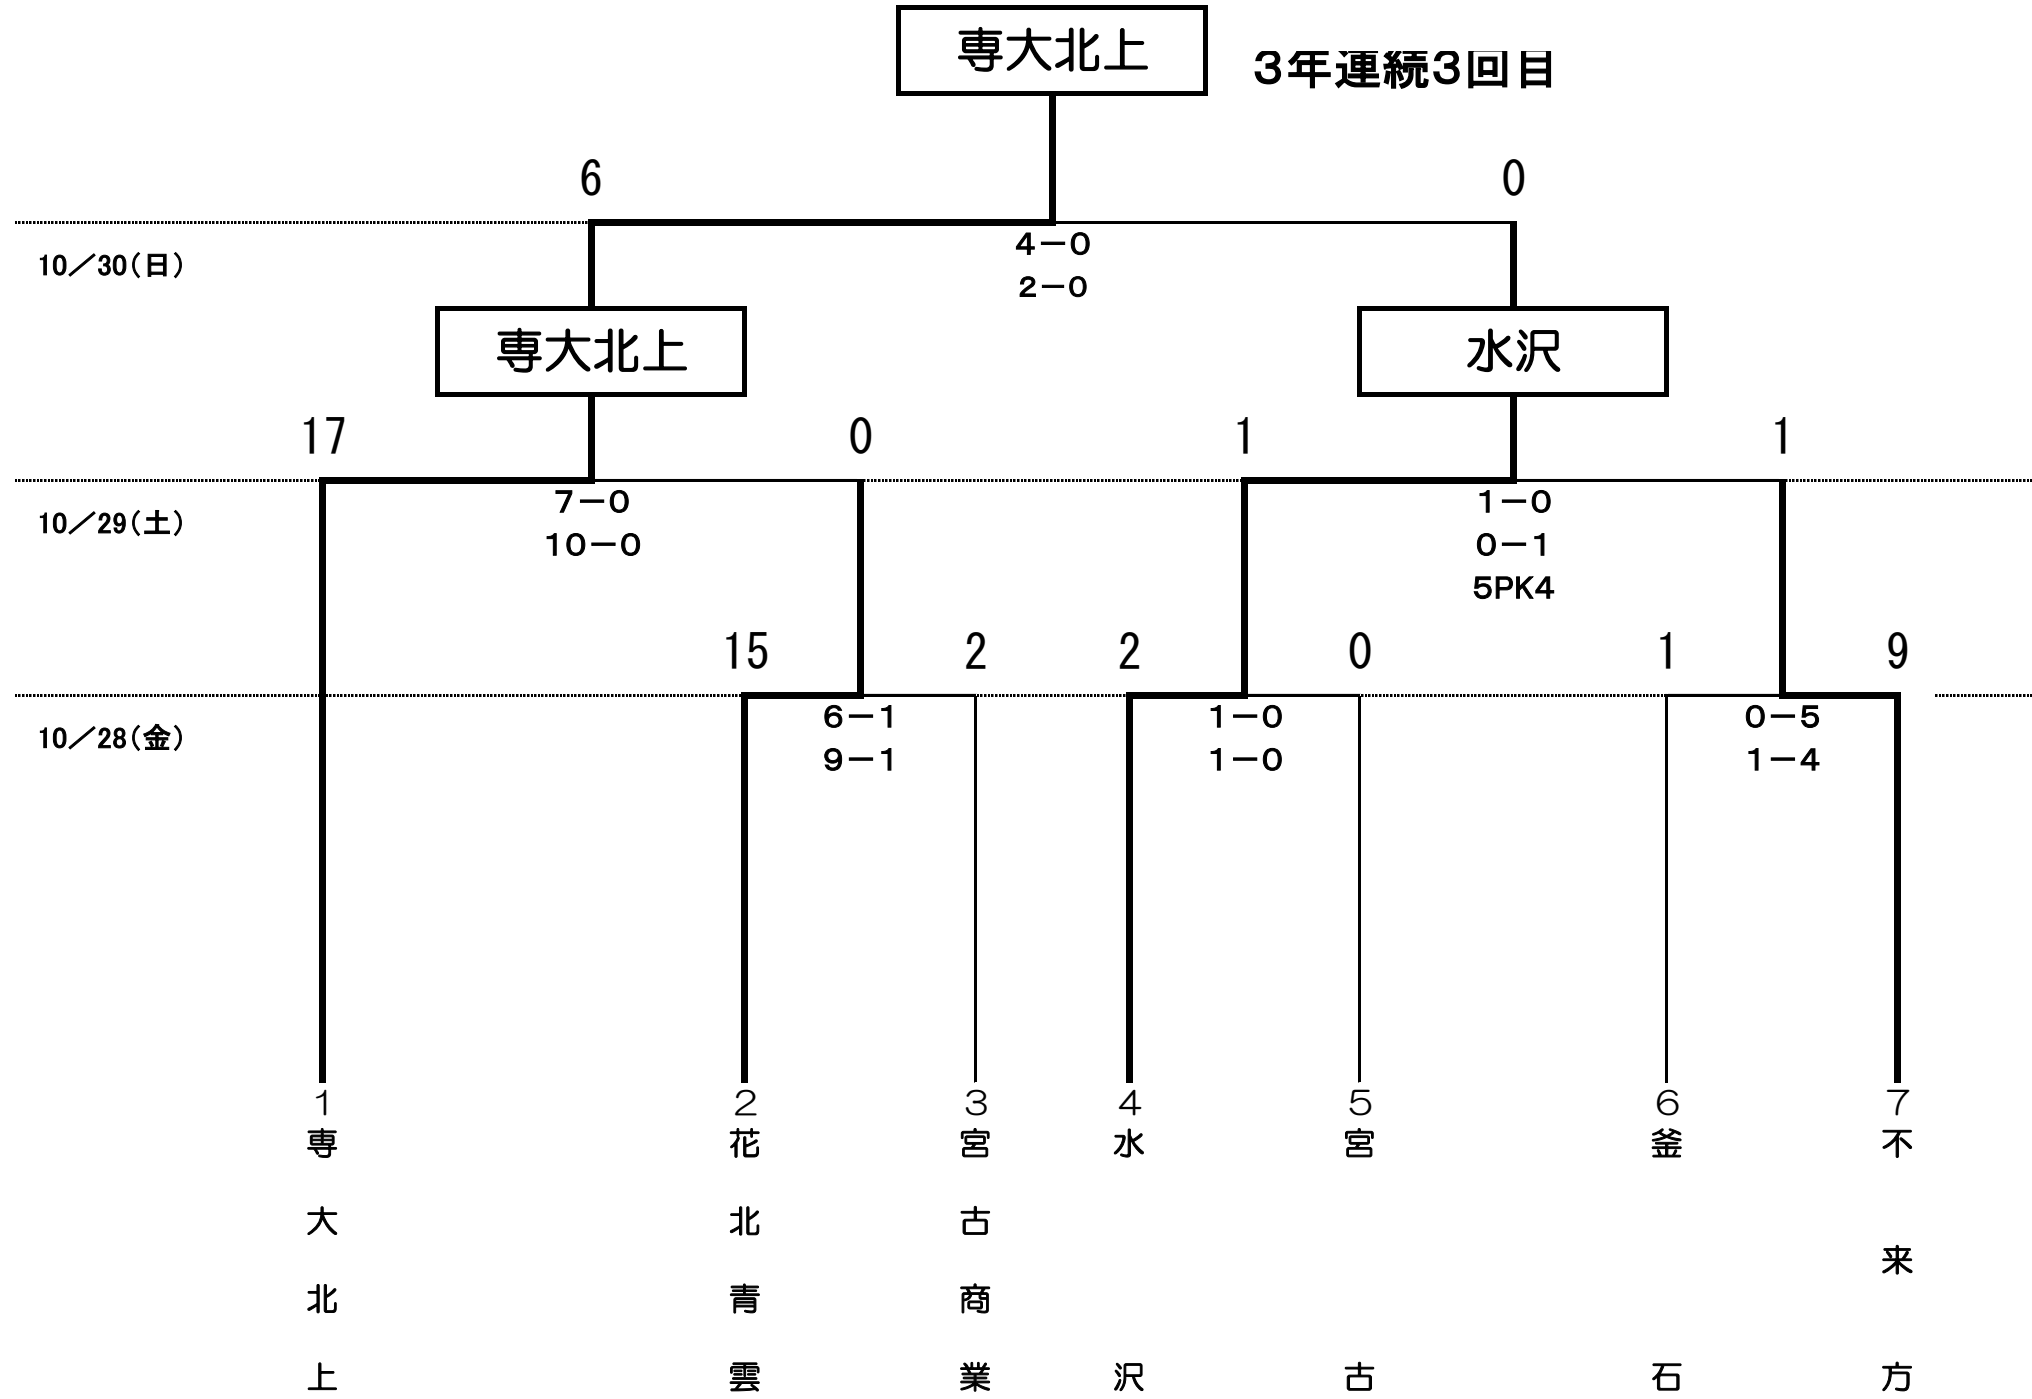 専大北上
３年連続３回目
6 0
10／30（日）
４－０
２－０
専大北上
水沢
17 0 1 1
10／29（土）
７－０
１０－０
１－０
０－１
５PK４
15 2 2 0 1 9
10／28（金）
６－１
９－１
１－０
１－０
０－５
１－４
１ ２ ３ ４ ５ ６ ７
専大北上
花北青雲
宮古商業
水沢
宮古
釜石
不来方